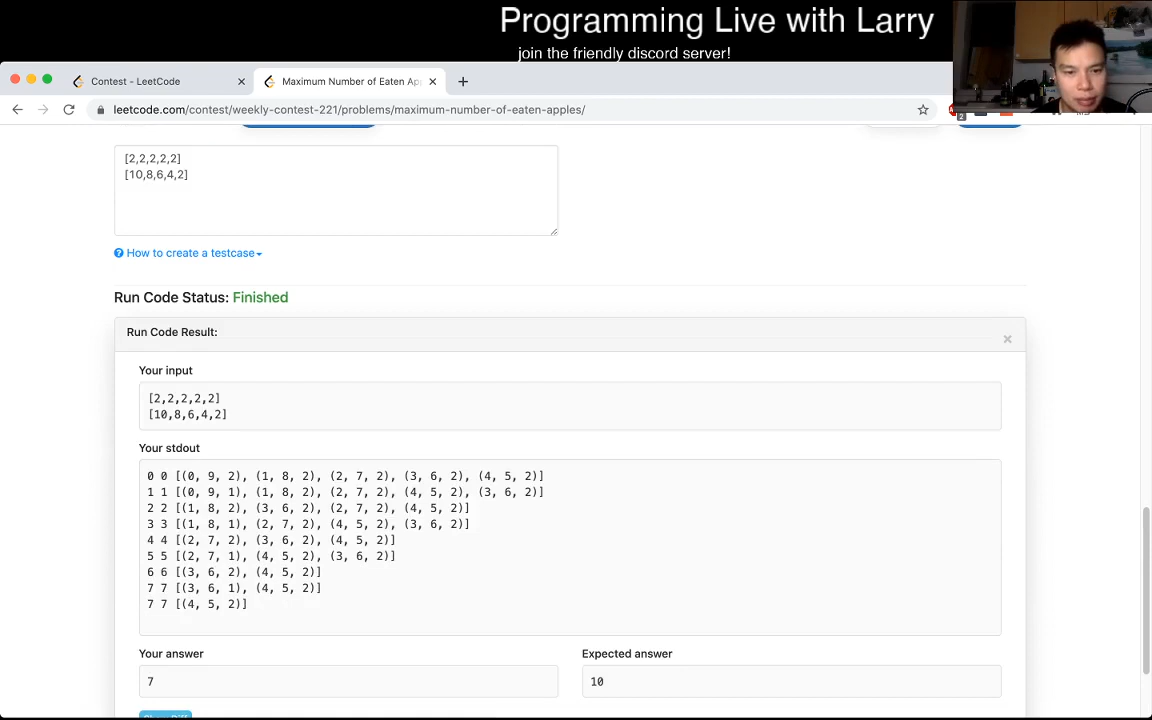 Programming Live with Larry
join the friendly discord server!
Contest - LeetCode
Maximum Number of Eaten Ap
leetcode.com/contest/weekly-contest-221/problems/maximum-number-of-eaten-apples/
2
[2,2,2,2,2]
[10,8,6,4,2]
How to create a testcase
Run Code Status: Finished
Run Code Result:
Your input
[2,2,2,2,2]
[10,8,6,4,2]
Your stdout
0 0 [(0, 9, 2), (1, 8, 2), (2, 7, 2), (3, 6, 2), (4, 5, 2)]
1 1 [(0, 9, 1), (1, 8, 2), (2, 7, 2), (4, 5, 2), (3, 6, 2)]
2 2 [(1, 8, 2), (3, 6, 2), (2, 7, 2), (4, 5, 2)]
3 3 [(1, 8, 1), (2, 7, 2), (4, 5, 2), (3, 6, 2)]
4 4 [(2, 7, 2), (3, 6, 2), (4, 5, 2)]
5 5 [(2, 7, 1), (4, 5, 2), (3, 6, 2)]
6 6 [(3, 6, 2), (4, 5, 2)]
7 7 [(3, 6, 1), (4, 5, 2)]
7 7 [(4, 5, 2)]
Your answer
Expected answer
7
10
Show Diff